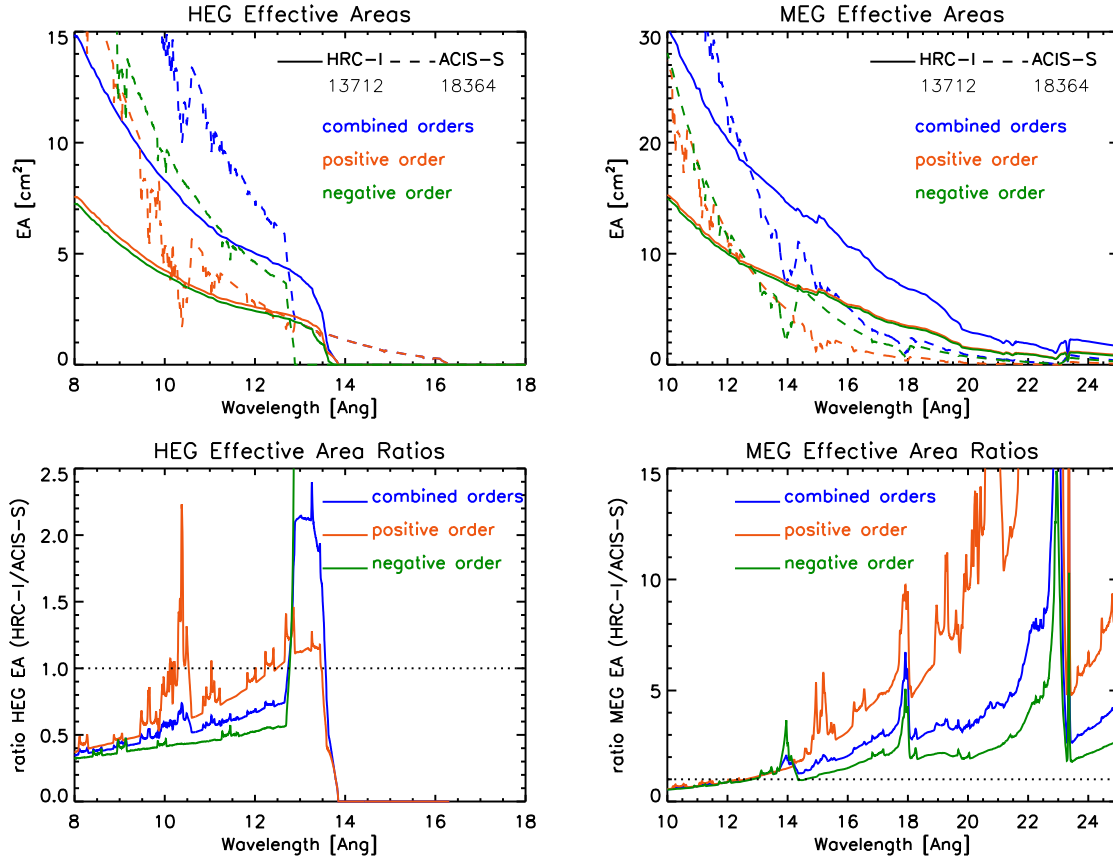 HEG Effective Areas
15
10
5
0
EA [cm²]
HRC-I ACIS-S
13712 18364
combined orders
positive order
negative order
8 10 12 14 16 18
Wavelength [Ang]
MEG Effective Areas
30
20
10
0
EA [cm²]
HRC-I ACIS-S
13712 18364
combined orders
positive order
negative order
10 12 14 16 18 20 22 24
Wavelength [Ang]
HEG Effective Area Ratios
2.5
2.0
1.5
1.0
0.5
0.0
ratio HEG EA (HRC-I/ACIS-S)
combined orders
positive order
negative order
8 10 12 14 16 18
Wavelength [Ang]
MEG Effective Area Ratios
15
10
5
0
ratio MEG EA (HRC-I/ACIS-S)
combined orders
positive order
negative order
10 12 14 16 18 20 22 24
Wavelength [Ang]